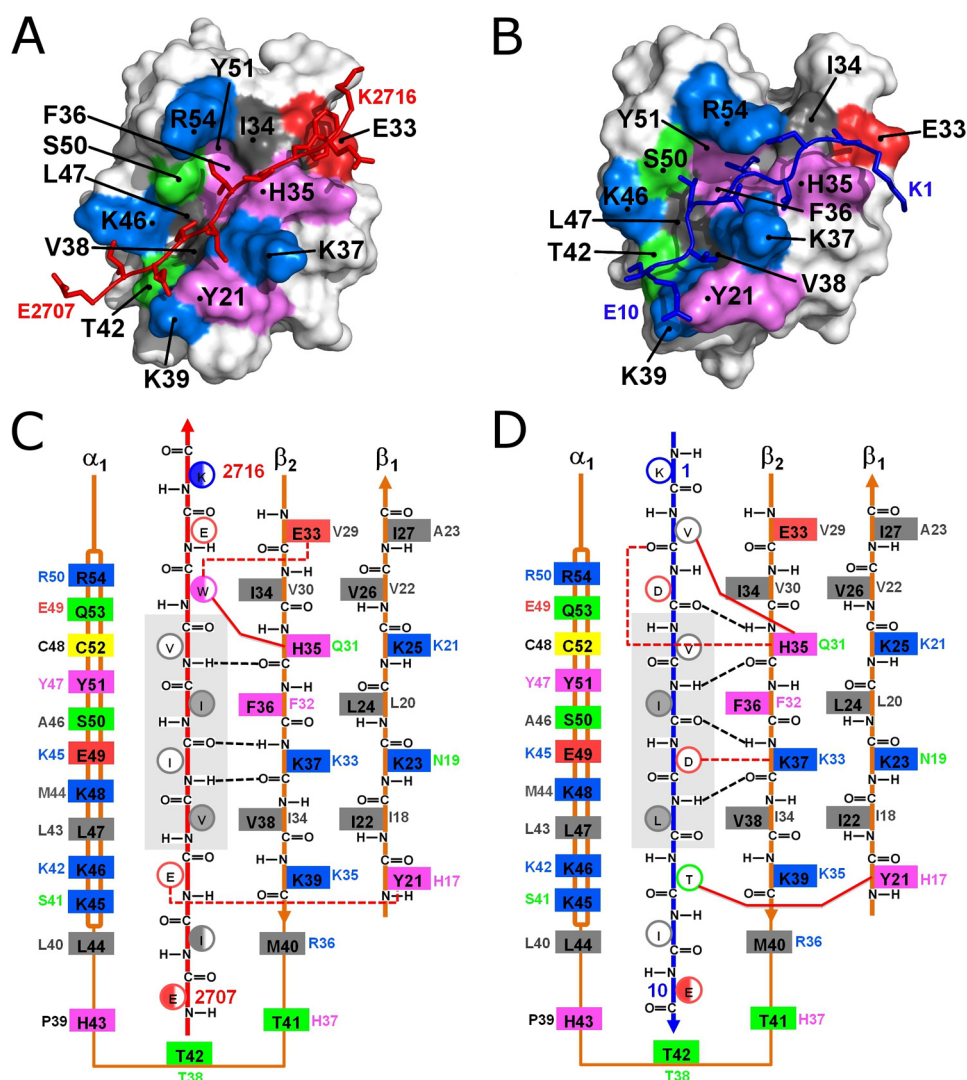 A
Y51
K2716
R54
I34
F36
E33
S50
L47
H35
K46
V38
K37
E2707
Y21
T42
K39
B
I34
R54
Y51
E33
S50
H35
K1
K46
F36
L47
K37
T42
V38
Y21
E10
K39
C
α1
β2
β1
K 2716
E E33 V29 I27 A23
R50 R54
W I34 V30 V26 V22
E49 Q53
C48 C52 V H35 Q31 K25 K21
Y47 Y51
I F36 F32 L24 L20
A46 S50
K45 E49 I K37 K33 K23 N19
M44 K48
L43 L47 V V38 I34 I22 I18
K42 K46 E K39 K35 Y21 H17
S41 K45
L40 L44 I M40 R36
E 2707
P39 H43 T41 H37
T42
T38
O=C
N
H
C=O
N-H
D
α1
β2
β1
K 1
V E33 V29 I27 A23
R50 R54
D I34 V30 V26 V22
E49 Q53
C48 C52 V H35 Q31 K25 K21
Y47 Y51
I F36 F32 L24 L20
A46 S50
K45 E49 D K37 K33 K23 N19
M44 K48
L43 L47 L V38 I34 I22 I18
K42 K46 T K39 K35 Y21 H17
S41 K45
L40 L44 I M40 R36
10 E
P39 H43 T41 H37
T42
T38